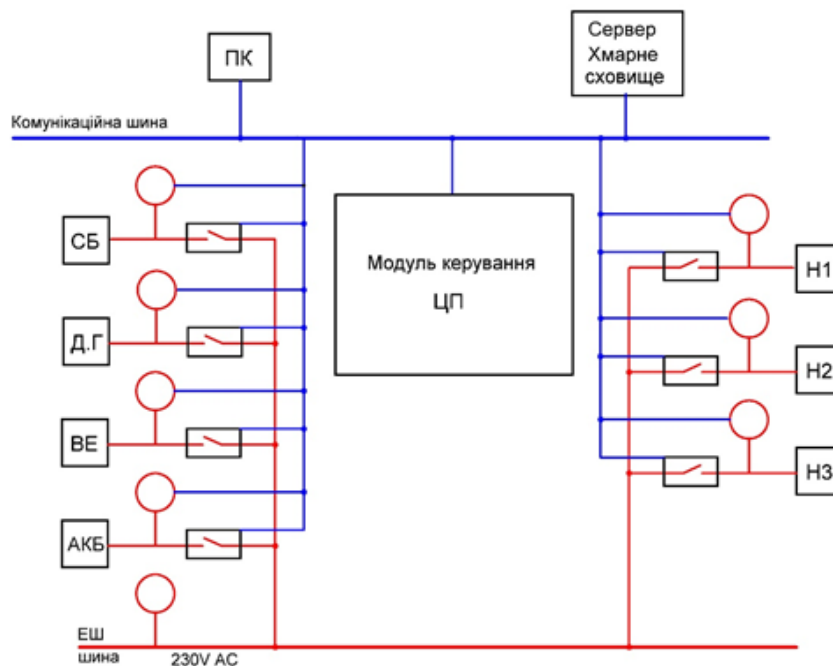 ПК
Сервер
Хмарне
сховище
Комунікаційна шина
СБ
Модуль керування
ЦП
Н1
Д.Г
Н2
ВЕ
Н3
АКБ
ЕШ
шина
230V AC